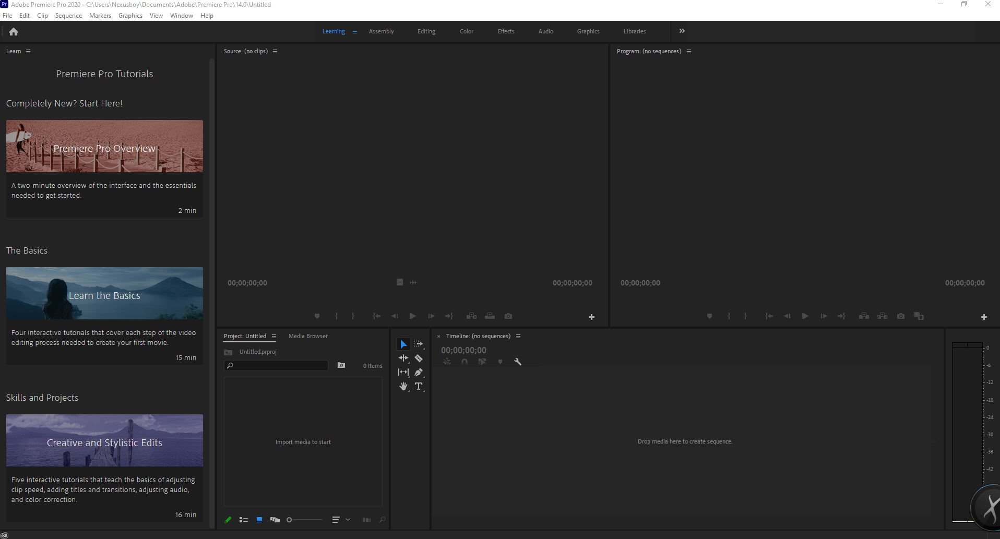 Pr Adobe Premiere Pro 2020 - C:\Users\Nexusboy\Documents\Adobe\Premiere Pro\14.0\Untitled
File Edit Clip Sequence Markers Graphics View Window Help
Learning Assembly Editing Color Effects Audio Graphics Libraries
Learn
Premiere Pro Tutorials
Completely New? Start Here!
Premiere Pro Overview
A two-minute overview of the interface and the essentials
needed to get started.
2 min
The Basics
Learn the Basics
Four interactive tutorials that cover each step of the video
editing process needed to create your first movie.
15 min
Skills and Projects
Creative and Stylistic Edits
Five interactive tutorials that teach the basics of adjusting
clip speed, adding titles and transitions, adjusting audio,
and color correction.
16 min
Source: (no clips)
00;00;00;00
00;00;00;00
Program: (no sequences)
00;00;00;00
00;00;00;00
Project: Untitled Media Browser
Untitled.prproj
0 Items
Import media to start
Timeline: (no sequences)
00;00;00;00
Drop media here to create sequence.
0
-6
-12
-18
-24
-30
-36
-42